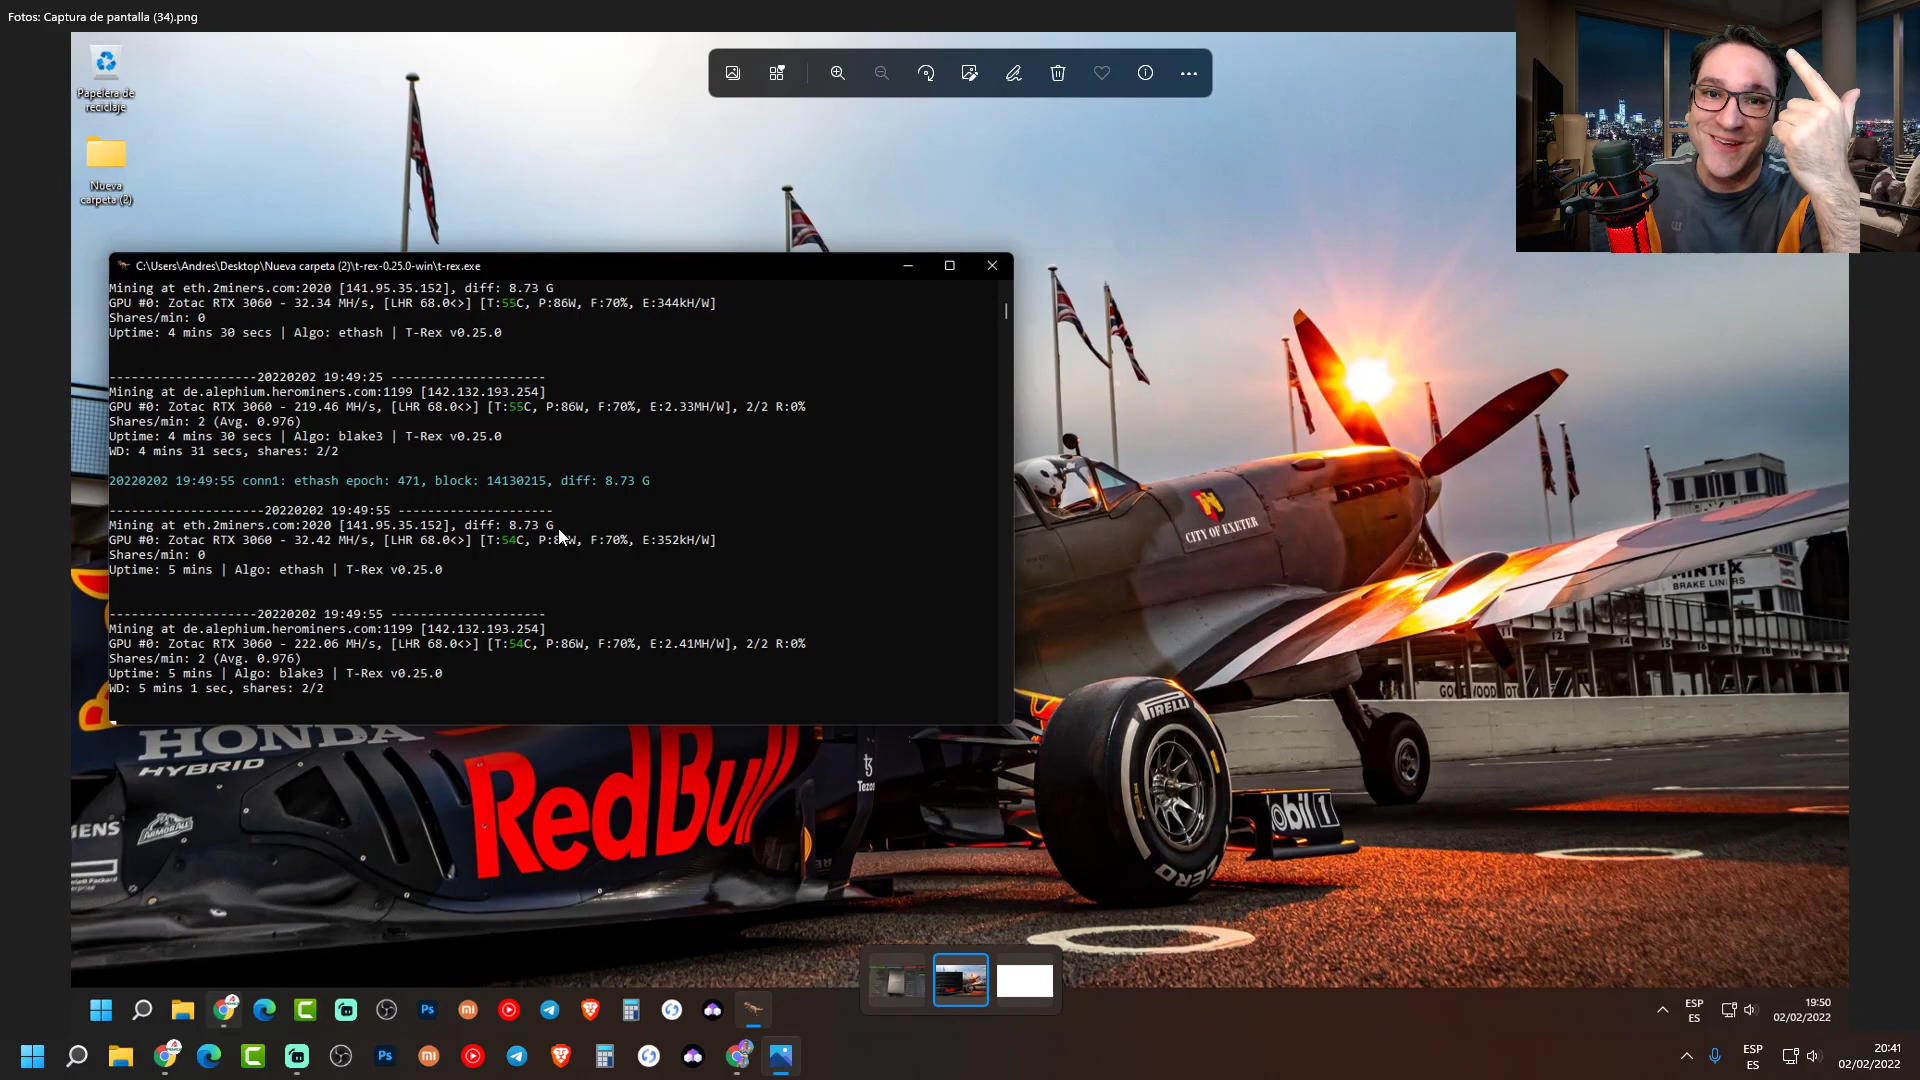 Fotos: Captura de pantalla (34).png
Papelera de
reciclaje
Nueva
carpeta (2)
C:\Users\Andres\Desktop\Nueva carpeta (2)\t-rex-0.25.0-win\t-rex.exe
Mining at eth.2miners.com:2020 [141.95.35.152], diff: 8.73 G
GPU #0: Zotac RTX 3060 - 32.34 MH/s, [LHR 68.0<>] [T:55C, P:86W, F:70%, E:344kH/W]
Shares/min: 0
Uptime: 4 mins 30 secs | Algo: ethash | T-Rex v0.25.0
--------------------20220202 19:49:25 ---------------------
Mining at de.alephium.herominers.com:1199 [142.132.193.254]
GPU #0: Zotac RTX 3060 - 219.46 MH/s, [LHR 68.0<>] [T:55C, P:86W, F:70%, E:2.33MH/W], 2/2 R:0%
Shares/min: 2 (Avg. 0.976)
Uptime: 4 mins 30 secs | Algo: blake3 | T-Rex v0.25.0
WD: 4 mins 31 secs, shares: 2/2
20220202 19:49:55 conn1: ethash epoch: 471, block: 14130215, diff: 8.73 G
---------------------20220202 19:49:55 ---------------------
Mining at eth.2miners.com:2020 [141.95.35.152], diff: 8.73 G
GPU #0: Zotac RTX 3060 - 32.42 MH/s, [LHR 68.0<>] [T:54C, F:70%, E:352kH/W]
Shares/min: 0
Uptime: 5 mins | Algo: ethash | T-Rex v0.25.0
--------------------20220202 19:49:55 ---------------------
Mining at de.alephium.herominers.com:1199 [142.132.193.254]
GPU #0: Zotac RTX 3060 - 222.06 MH/s, [LHR 68.0<>] [T:54C, P:86W, F:70%, E:2.41MH/W], 2/2 R:0%
Shares/min: 2 (Avg. 0.976)
Uptime: 5 mins | Algo: blake3 | T-Rex v0.25.0
WD: 5 mins 1 sec, shares: 2/2
CITY OF EXETER
MINTEX
BRAKE LINERS
GOODWOOD
PIRELLI
ZERO
Mobil 1
HONDA
HYBRID
RedBull
Tezos
ARMORALL
Ps
mi
ESP
ES
19:50
02/02/2022
Ps
mi
ESP
ES
20:41
02/02/2022